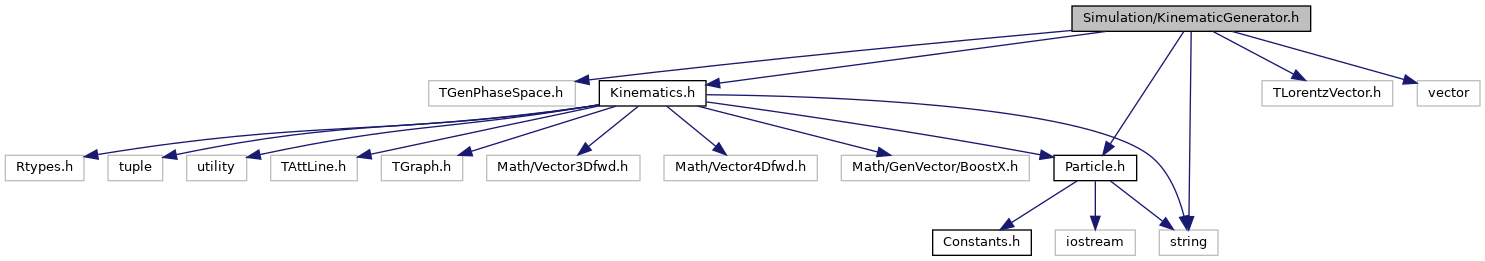 Simulation/KinematicGenerator.h
TGenPhaseSpace.h
Kinematics.h
TLorentzVector.h
vector
Rtypes.h
tuple
utility
TAttLine.h
TGraph.h
Math/Vector3Dfwd.h
Math/Vector4Dfwd.h
Math/GenVector/BoostX.h
Particle.h
Constants.h
iostream
string